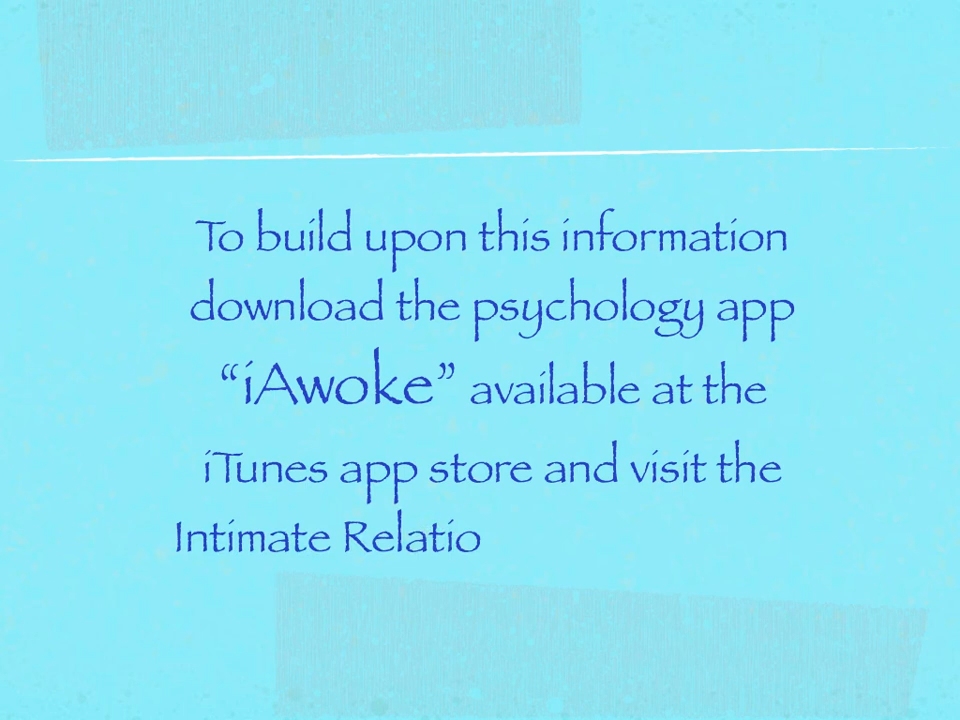 To build upon this information
download the psychology app
“iAwoke” available at the
iTunes app store and visit the
Intimate Relatio